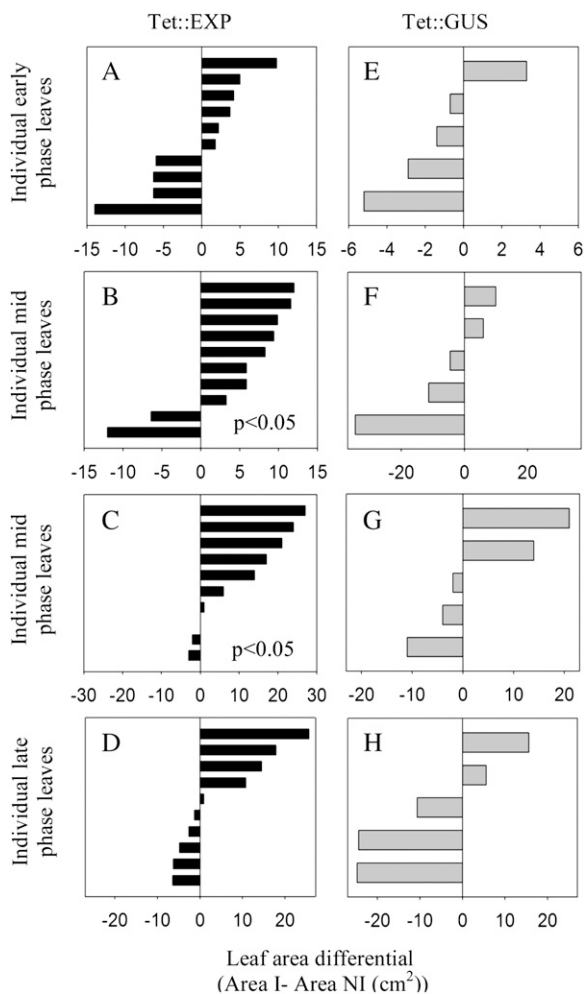 Tet::EXP Tet::GUS
Individual early
phase leaves
A
-15 -10 -5 0 5 10 15
E
-6 -4 -2 0 2 4 6
Individual mid
phase leaves
B
p<0.05
-15 -10 -5 0 5 10 15
F
-20 0 20
Individual mid
phase leaves
C
p<0.05
-30 -20 -10 0 10 20 30
G
-20 -10 0 10 20
Individual late
phase leaves
D
-20 -10 0 10 20
H
-20 -10 0 10 20
Leaf area differential
(Area I- Area NI (cm²))